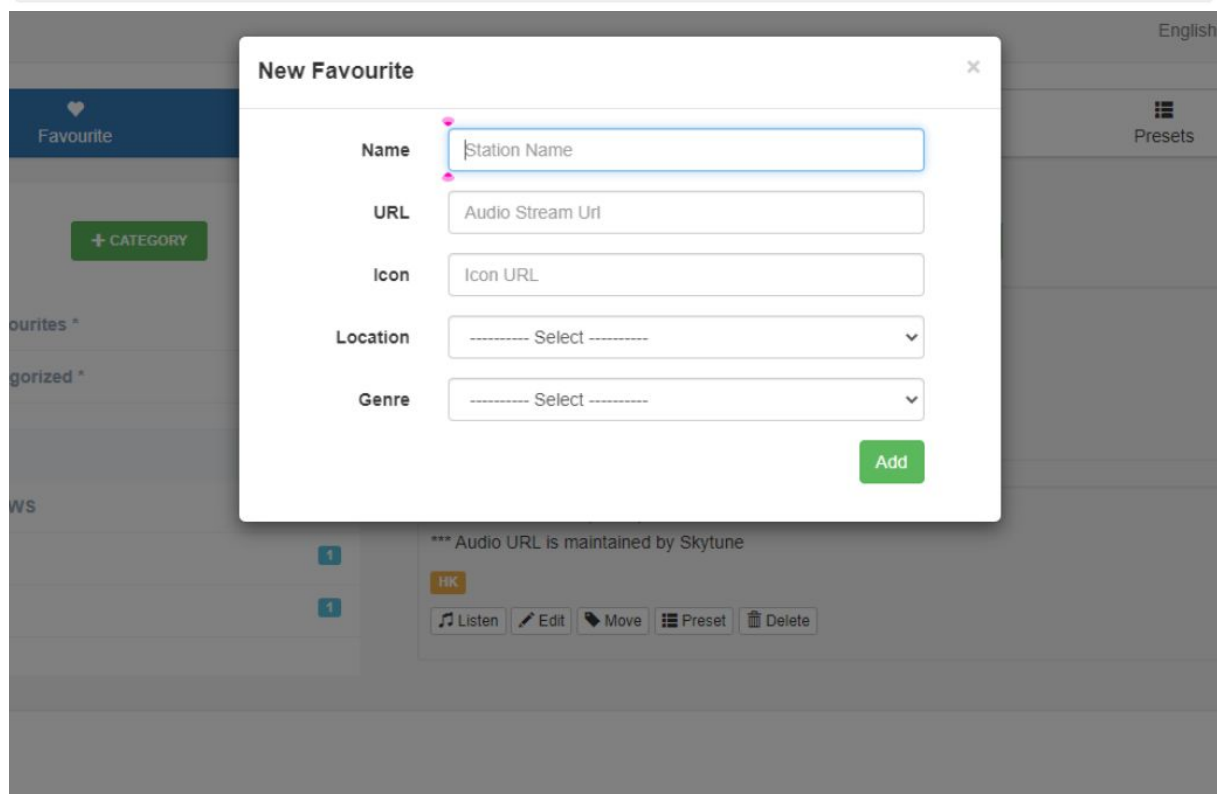 English
New Favourite
×
Favourite
Presets
Name
Station Name
URL
Audio Stream Url
+ CATEGORY
Icon
Icon URL
ourites *
Location
---------- Select ----------
gorized *
Genre
---------- Select ----------
Add
ws
*** Audio URL is maintained by Skytune
1
HK
1
Listen Edit Move Preset Delete